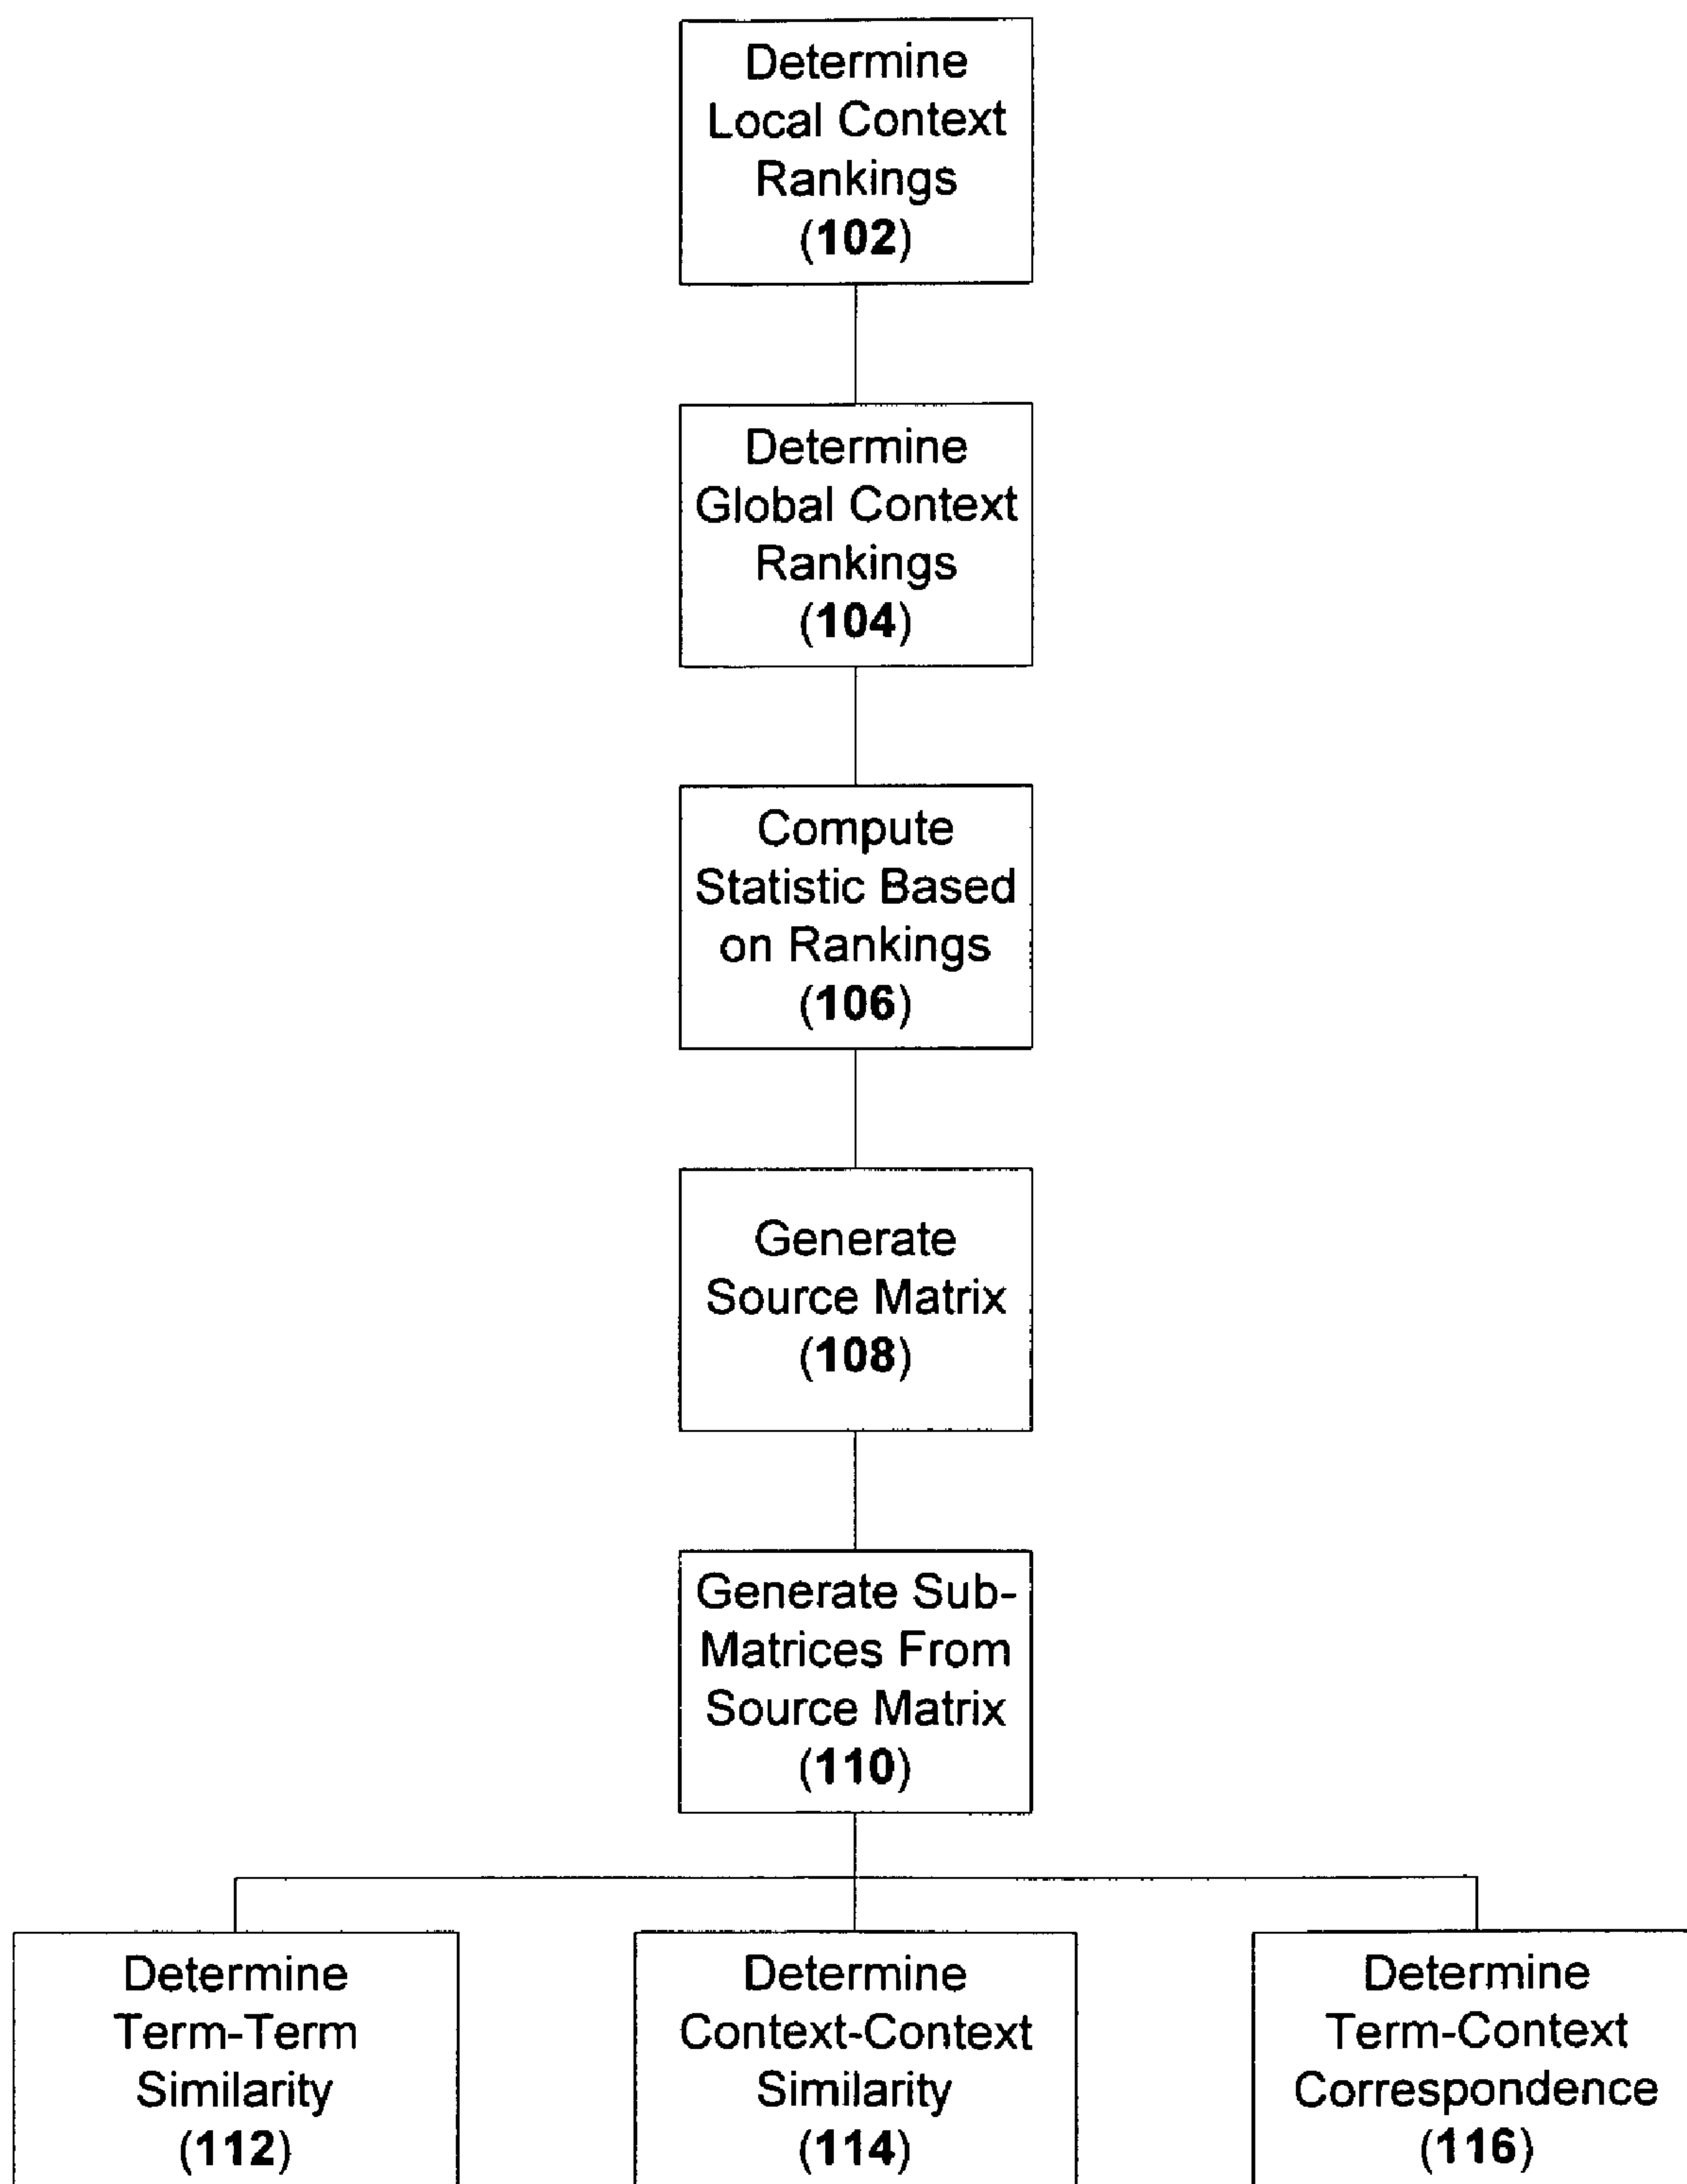 Determine
Local Context
Rankings
(102)
Determine
Global Context
Rankings
(104)
Compute
Statistic Based
on Rankings
(106)
Generate
Source Matrix
(108)
Generate Sub-
Matrices From
Source Matrix
(110)
Determine
Term-Term
Similarity
(112)
Determine
Context-Context
Similarity
(114)
Determine
Term-Context
Correspondence
(116)